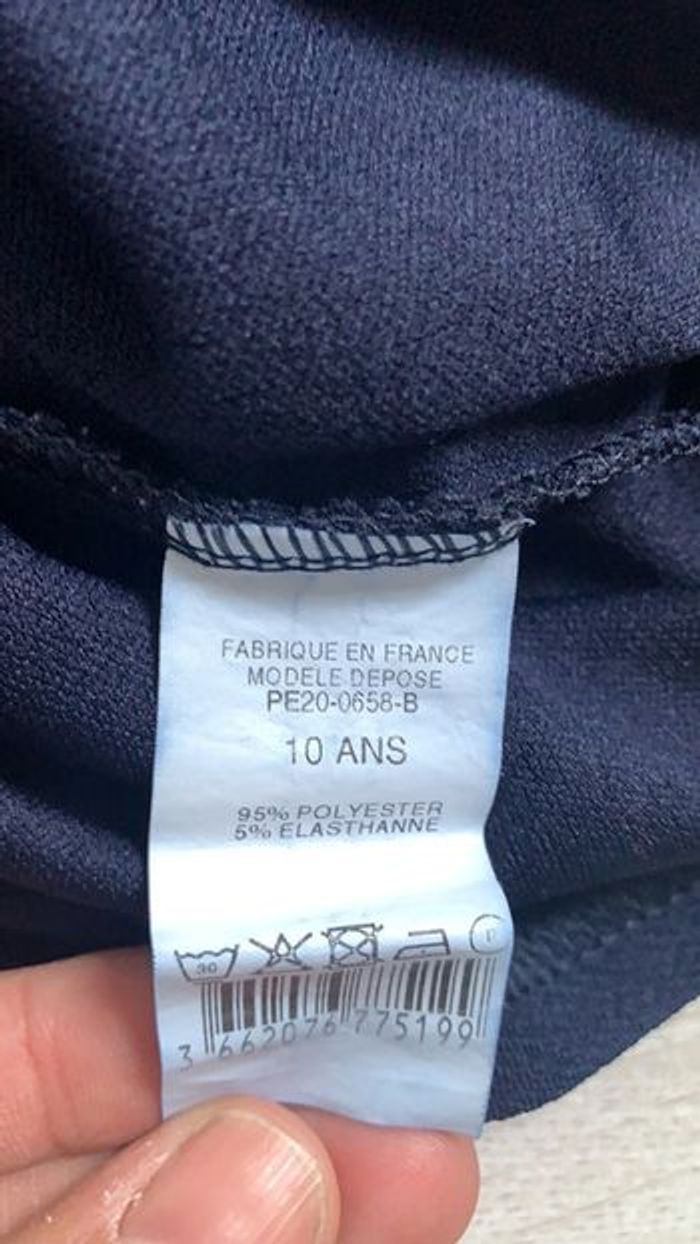 FABRIQUE EN FRANCE
MODELE DEPOSE
PE20-0658-B
10 ANS
95% POLYESTER
5% ELASTHANNE
30
P
3 662076 775199